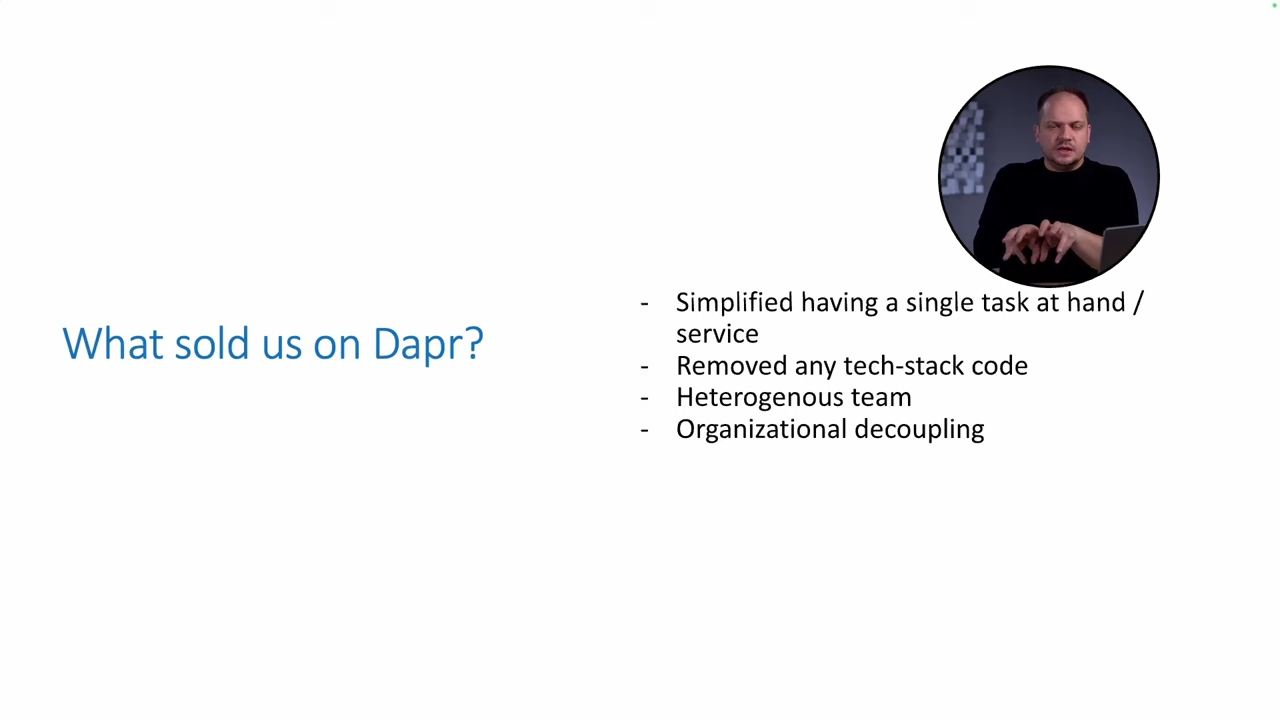 What sold us on Dapr?
- Simplified having a single task at hand /
service
- Removed any tech-stack code
- Heterogenous team
- Organizational decoupling